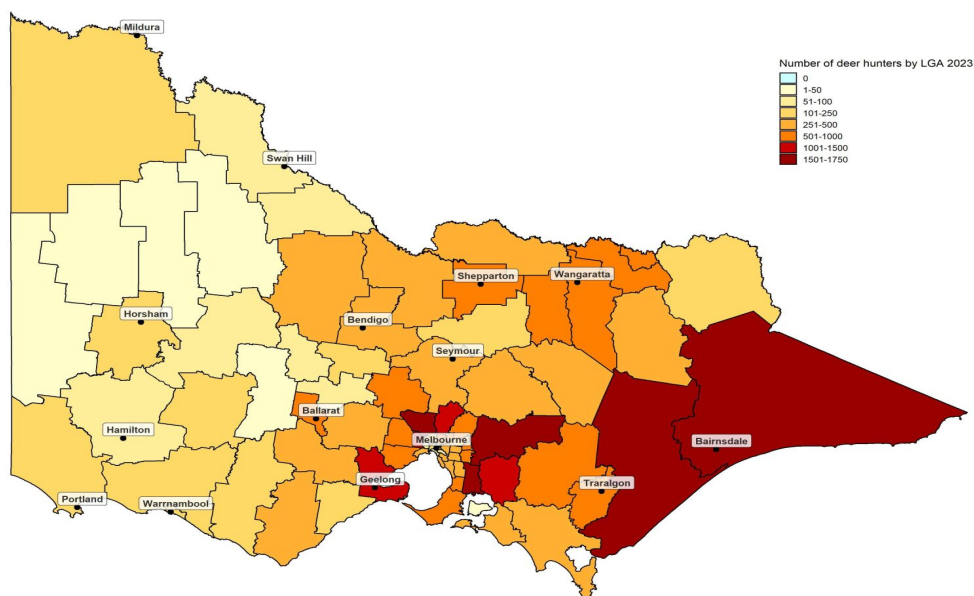 Mildura
Number of deer hunters by LGA 2023
0
1-50
51-100
101-250
251-500
501-1000
1001-1500
1501-1750
Swan Hill
Shepparton
Wangaratta
Horsham
Bendigo
Seymour
Ballarat
Hamilton
Melbourne
Bairnsdale
Geelong
Traralgon
Portland
Warrnambool